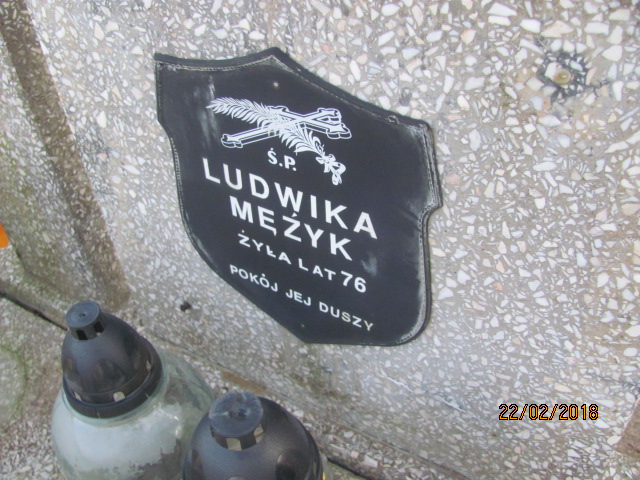 Ś.P.
LUDWIKA
MĘŻYK
ŻYŁA LAT 76
POKÓJ JEJ DUSZY
22/02/2018